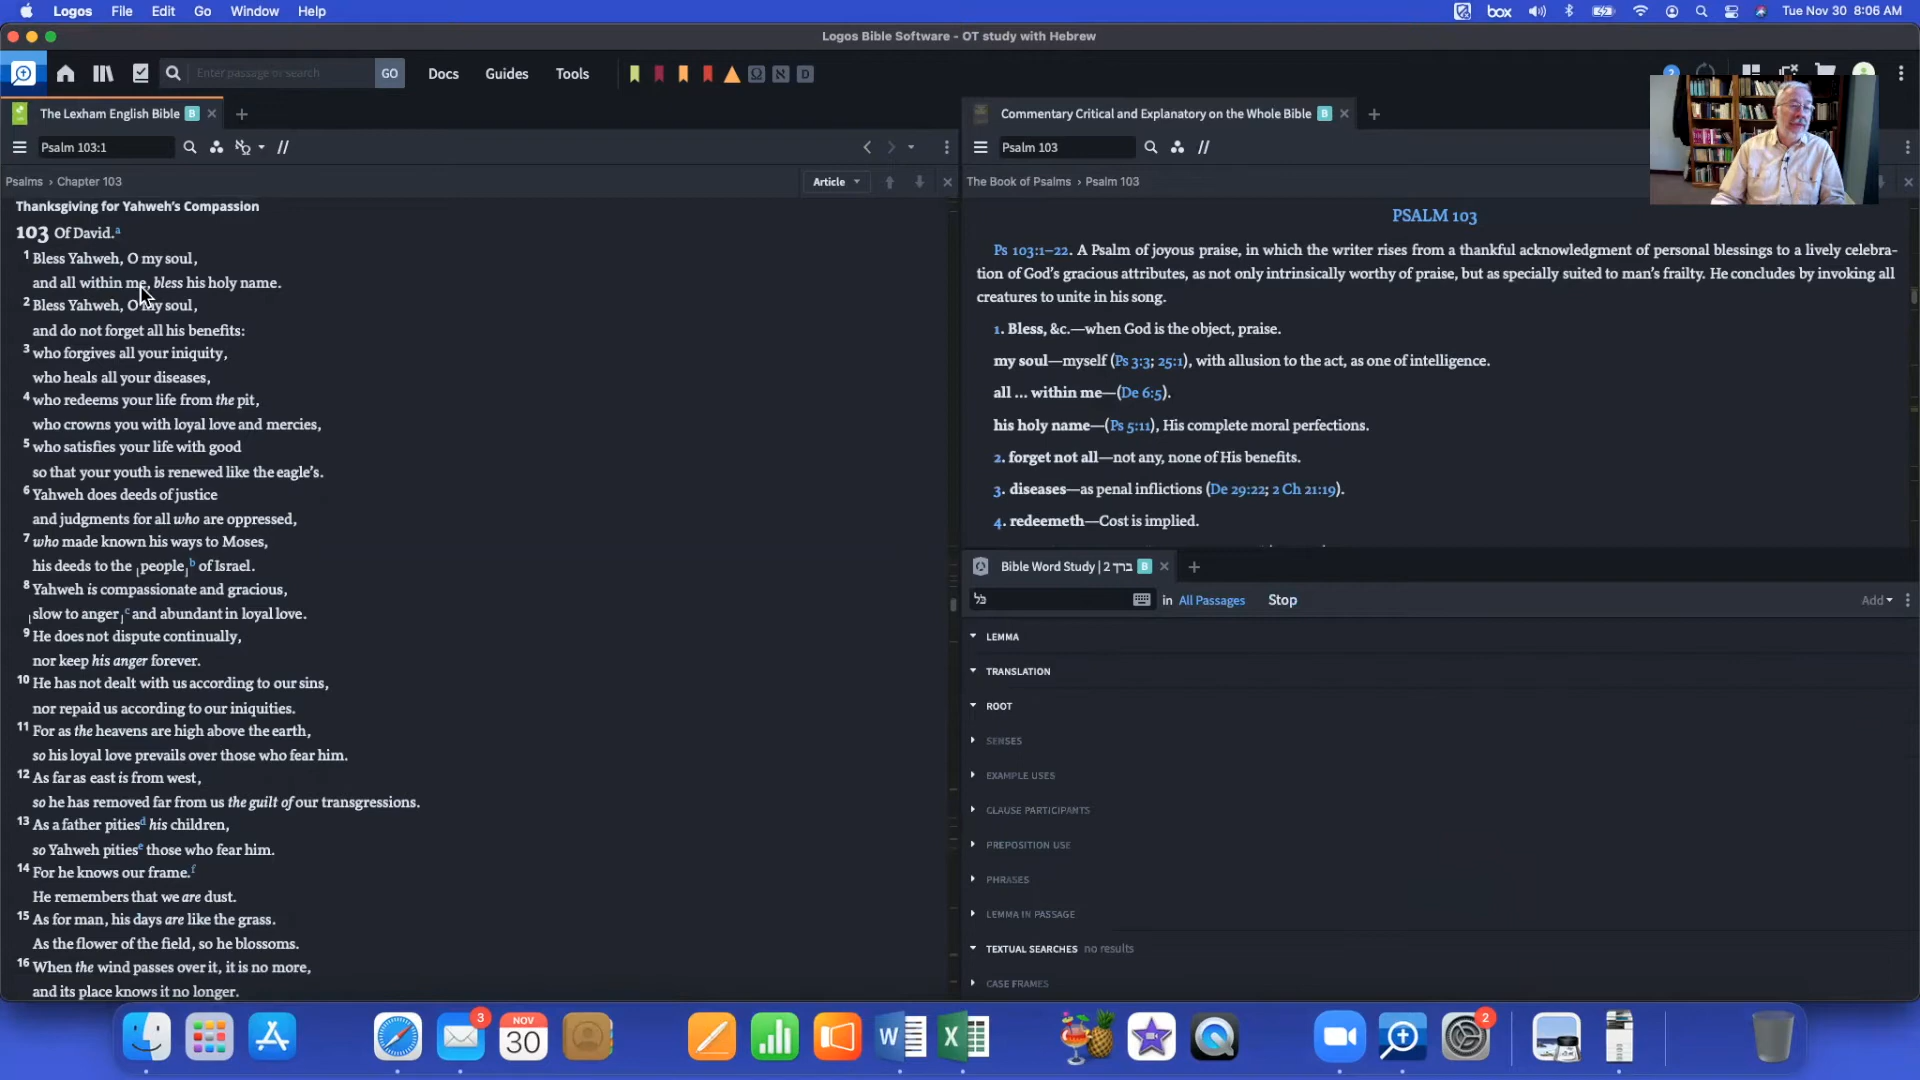 Logos File Edit Go Window Help
box
Tue Nov 30 8:06 AM
Logos Bible Software - OT study with Hebrew
Enter passage or search GO Docs Guides Tools
Ω א D
2
The Lexham English Bible B
Psalm 103:1
Psalms › Chapter 103
Article
Thanksgiving for Yahweh's Compassion
103 Of David.a
1 Bless Yahweh, O my soul,
and all within me, bless his holy name.
2 Bless Yahweh, O my soul,
and do not forget all his benefits:
3 who forgives all your iniquity,
who heals all your diseases,
4 who redeems your life from the pit,
who crowns you with loyal love and mercies,
5 who satisfies your life with good
so that your youth is renewed like the eagle's.
6 Yahweh does deeds of justice
and judgments for all who are oppressed,
7 who made known his ways to Moses,
his deeds to the ⌊people⌋b of Israel.
8 Yahweh is compassionate and gracious,
⌊slow to anger⌋c and abundant in loyal love.
9 He does not dispute continually,
nor keep his anger forever.
10 He has not dealt with us according to our sins,
nor repaid us according to our iniquities.
11 For as the heavens are high above the earth,
so his loyal love prevails over those who fear him.
12 As far as east is from west,
so he has removed far from us the guilt of our transgressions.
13 As a father pitiesd his children,
so Yahweh pitiese those who fear him.
14 For he knows our frame.f
He remembers that we are dust.
15 As for man, his days are like the grass.
As the flower of the field, so he blossoms.
16 When the wind passes over it, it is no more,
and its place knows it no longer.
Commentary Critical and Explanatory on the Whole Bible B
Psalm 103
The Book of Psalms › Psalm 103
PSALM 103
Ps 103:1–22. A Psalm of joyous praise, in which the writer rises from a thankful acknowledgment of personal blessings to a lively celebra-
tion of God's gracious attributes, as not only intrinsically worthy of praise, but as specially suited to man's frailty. He concludes by invoking all
creatures to unite in his song.
1. Bless, &c.—when God is the object, praise.
my soul—myself (Ps 3:3; 25:1), with allusion to the act, as one of intelligence.
all … within me—(De 6:5).
his holy name—(Ps 5:11), His complete moral perfections.
2. forget not all—not any, none of His benefits.
3. diseases—as penal inflictions (De 29:22; 2 Ch 21:19).
4. redeemeth—Cost is implied.
Bible Word Study | ברך 2 B
כֹּל in All Passages Stop Add
LEMMA
TRANSLATION
ROOT
SENSES
EXAMPLE USES
CLAUSE PARTICIPANTS
PREPOSITION USE
PHRASES
LEMMA IN PASSAGE
TEXTUAL SEARCHES no results
CASE FRAMES
3
NOV
30
W
X
2